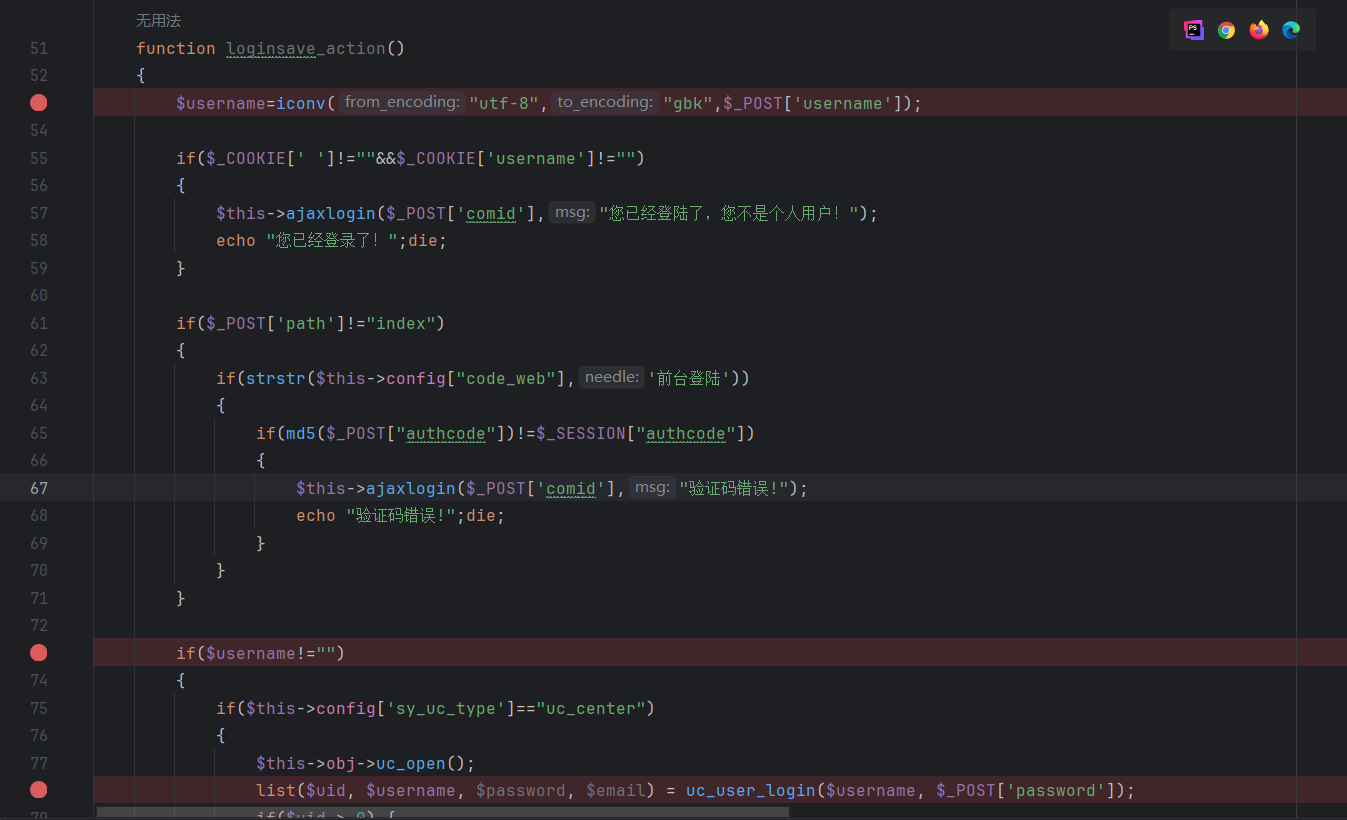 无用法
51 function loginsave_action()
52 {
$username=iconv( from_encoding: "utf-8", to_encoding: "gbk",$_POST['username']);
54
55 if($_COOKIE[' ']!=""&&$_COOKIE['username']!="")
56 {
57 $this->ajaxlogin($_POST['comid'], msg: "您已经登陆了，您不是个人用户！");
58 echo "您已经登录了！";die;
59 }
60
61 if($_POST['path']!="index")
62 {
63 if(strstr($this->config["code_web"], needle: '前台登陆'))
64 {
65 if(md5($_POST["authcode"])!=$_SESSION["authcode"])
66 {
67 $this->ajaxlogin($_POST['comid'], msg: "验证码错误!");
68 echo "验证码错误!";die;
69 }
70 }
71 }
72
if($username!="")
74 {
75 if($this->config['sy_uc_type']=="uc_center")
76 {
77 $this->obj->uc_open();
list($uid, $username, $password, $email) = uc_user_login($username, $_POST['password']);
79 if($uid > 0) {
PS